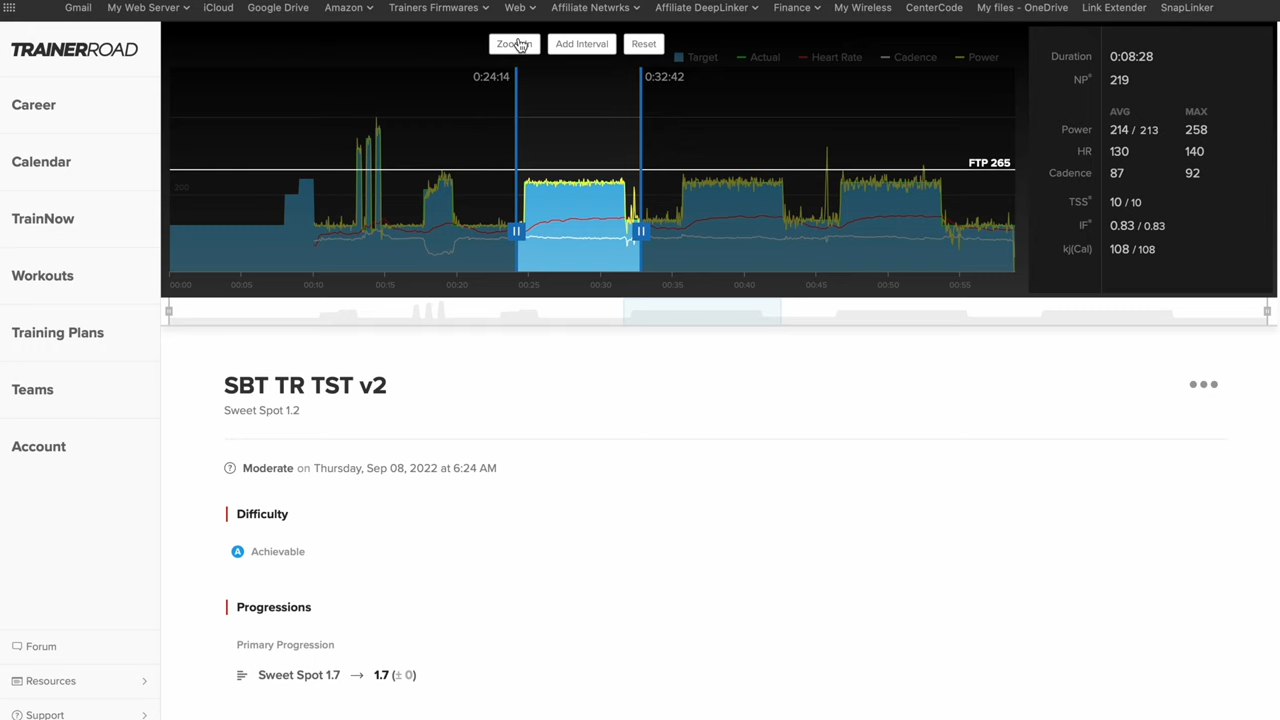 Gmail My Web Server iCloud Google Drive Amazon Trainers Firmwares Web Affiliate Netwrks Affiliate DeepLinker Finance My Wireless CenterCode My files - OneDrive Link Extender SnapLinker
TRAINERROAD
Career
Calendar
TrainNow
Workouts
Training Plans
Teams
Account
Forum
Resources
Support
Add Interval Reset
Target Actual Heart Rate Cadence Power
0:24:14 0:32:42
FTP 265
200
00:00 00:05 00:10 00:15 00:20 00:25 00:30 00:35 00:40 00:45 00:50 00:55
Duration 0:08:28
NP® 219
AVG MAX
Power 214 / 213 258
HR 130 140
Cadence 87 92
TSS® 10 / 10
IF® 0.83 / 0.83
kj(Cal) 108 / 108
SBT TR TST v2
Sweet Spot 1.2
Moderate on Thursday, Sep 08, 2022 at 6:24 AM
Difficulty
A Achievable
Progressions
Primary Progression
Sweet Spot 1.7 → 1.7 (± 0)